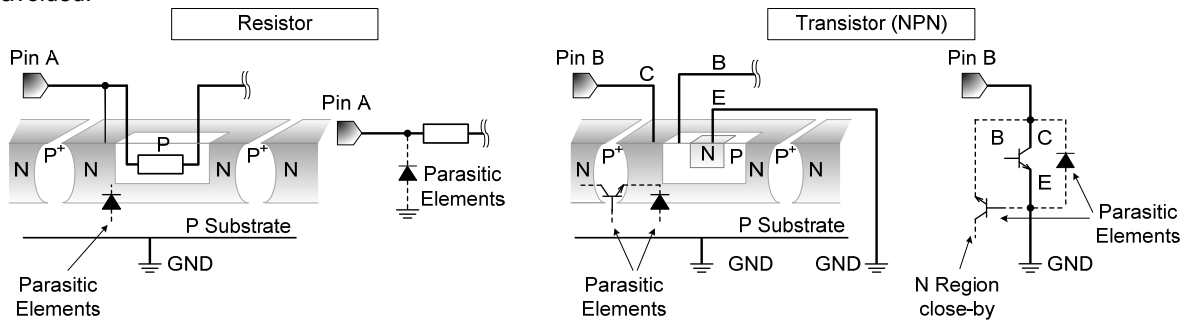 avoided.
Resistor
Transistor (NPN)
Pin A
Pin A
N
P+
N
P
N
P+
N
Parasitic
Elements
P Substrate
GND
Parasitic
Elements
Pin B
C
B
E
N
P+
N
N
P
P+
N
P Substrate
GND
GND
Parasitic
Elements
Pin B
B
C
E
Parasitic
Elements
GND
N Region
close-by